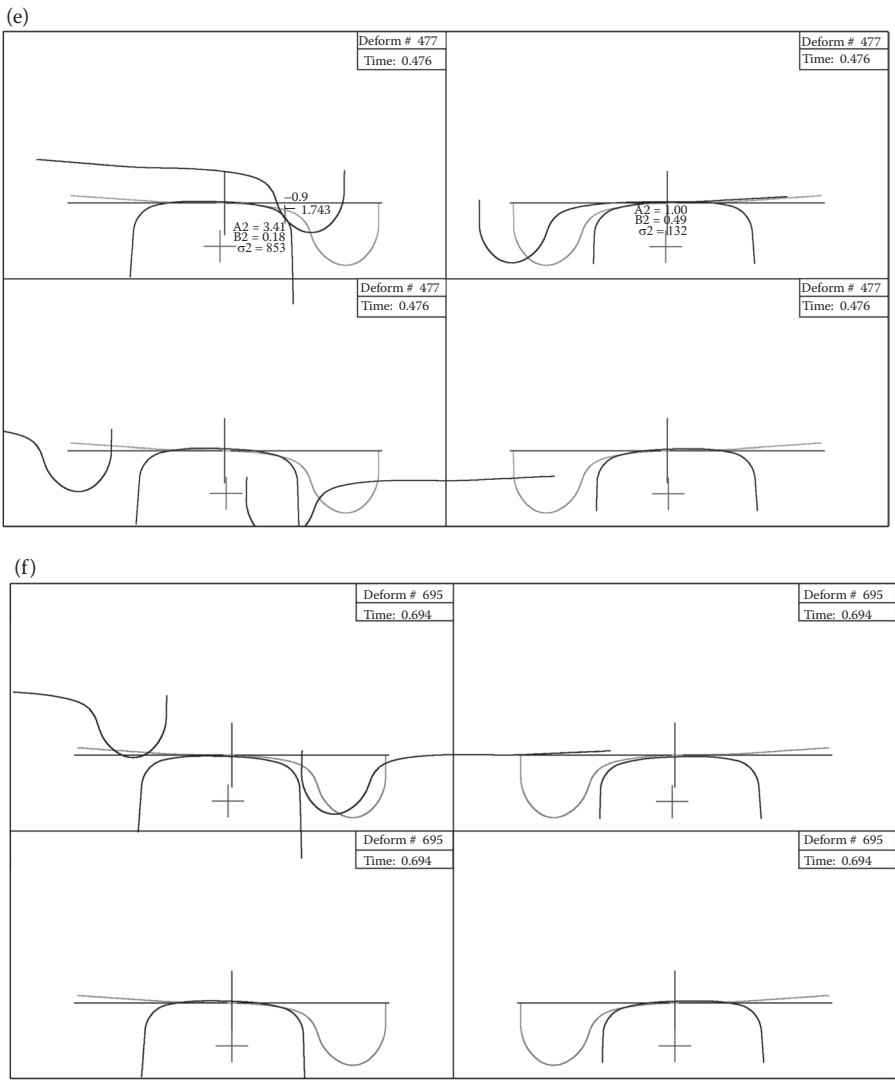 (e)
Deform # 477
Time: 0.476
Deform # 477
Time: 0.476
–0.9
1.743
A2 = 3.41
B2 = 0.18
σ2 = 853
A2 = 1.00
B2 = 0.49
σ2 = 132
Deform # 477
Time: 0.476
Deform # 477
Time: 0.476
(f)
Deform # 695
Time: 0.694
Deform # 695
Time: 0.694
Deform # 695
Time: 0.694
Deform # 695
Time: 0.694